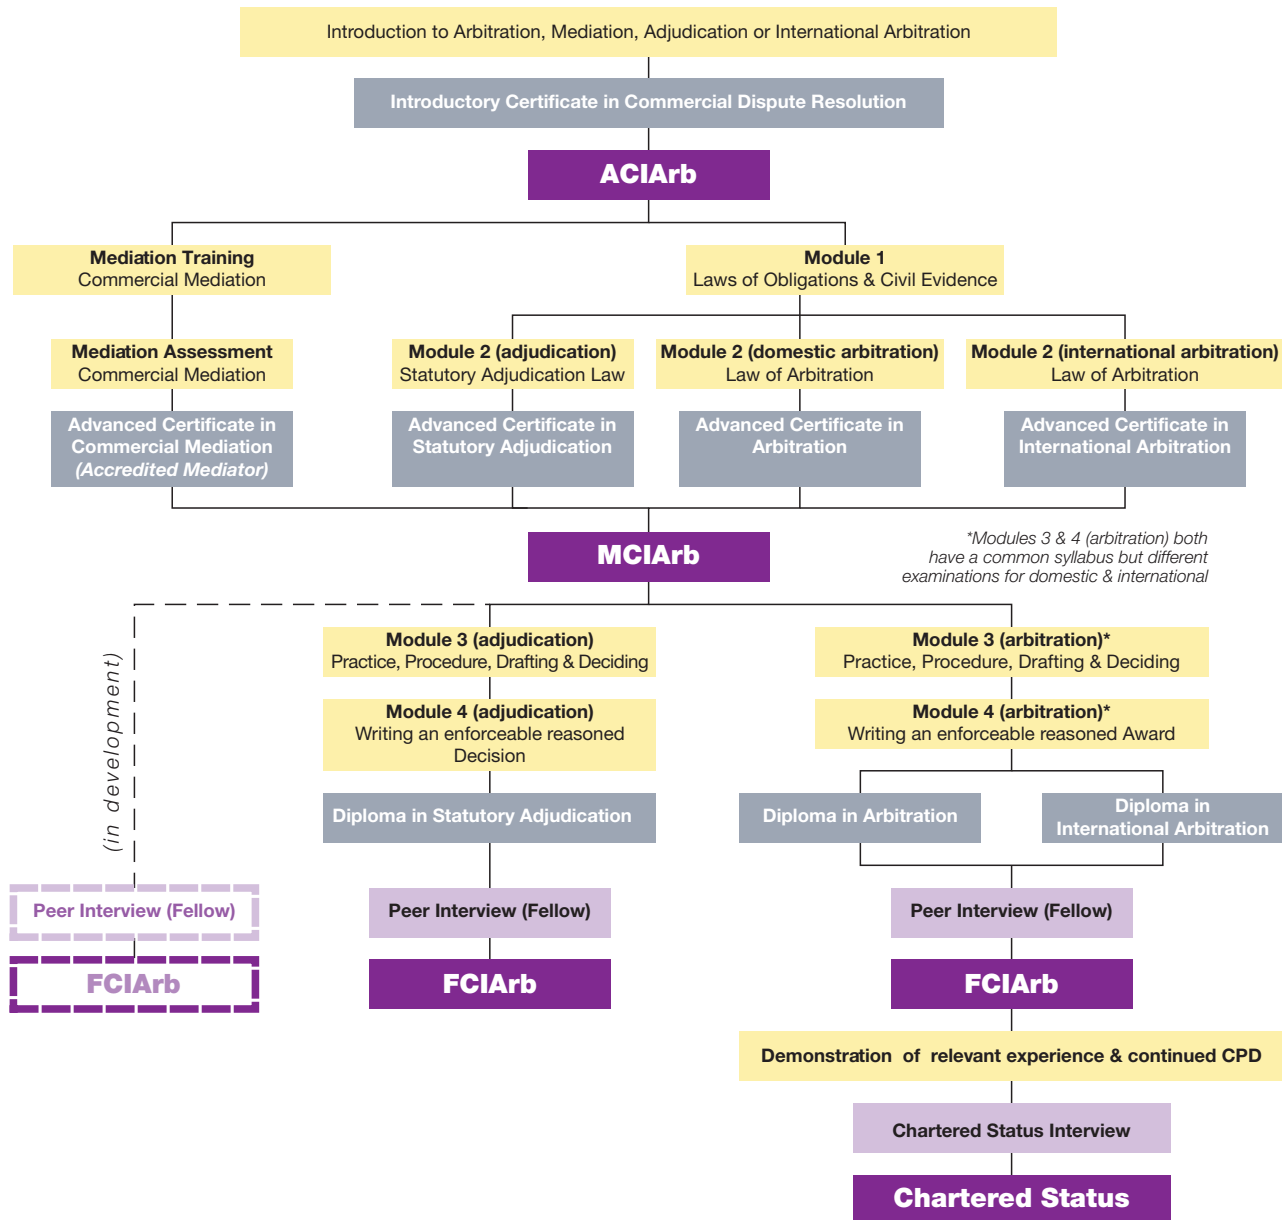 Introduction to Arbitration, Mediation, Adjudication or International Arbitration
Introductory Certificate in Commercial Dispute Resolution
ACIArb
Mediation Training
Commercial Mediation
Module 1
Laws of Obligations & Civil Evidence
Mediation Assessment
Commercial Mediation
Module 2 (adjudication)
Statutory Adjudication Law
Module 2 (domestic arbitration)
Law of Arbitration
Module 2 (international arbitration)
Law of Arbitration
Advanced Certificate in
Commercial Mediation
(Accredited Mediator)
Advanced Certificate in
Statutory Adjudication
Advanced Certificate in
Arbitration
Advanced Certificate in
International Arbitration
MCIArb
*Modules 3 & 4 (arbitration) both
have a common syllabus but different
examinations for domestic & international
(in development)
Module 3 (adjudication)
Practice, Procedure, Drafting & Deciding
Module 3 (arbitration)*
Practice, Procedure, Drafting & Deciding
Module 4 (adjudication)
Writing an enforceable reasoned
Decision
Module 4 (arbitration)*
Writing an enforceable reasoned Award
Diploma in Statutory Adjudication
Diploma in Arbitration
Diploma in
International Arbitration
Peer Interview (Fellow)
Peer Interview (Fellow)
Peer Interview (Fellow)
FCIArb
FCIArb
FCIArb
Demonstration of relevant experience & continued CPD
Chartered Status Interview
Chartered Status